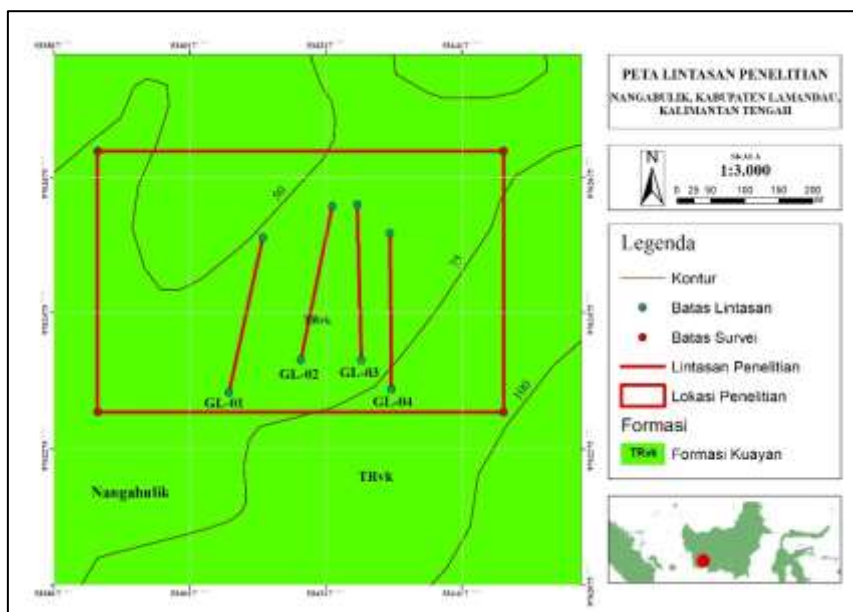 PETA LINTASAN PENELITIAN
NANGABULIK, KABUPATEN LAMANDAU,
KALIMANTAN TENGAH
N
SKALA
1:3.000
0 25 50 100 150 200
Legenda
Kontur
Batas Lintasan
Batas Survei
Lintasan Penelitian
Lokasi Penelitian
Formasi
TRvk Formasi Kuayan
50
75
100
TRvk
GL-01
GL-02
GL-03
GL-04
Nangabulik
TRvk